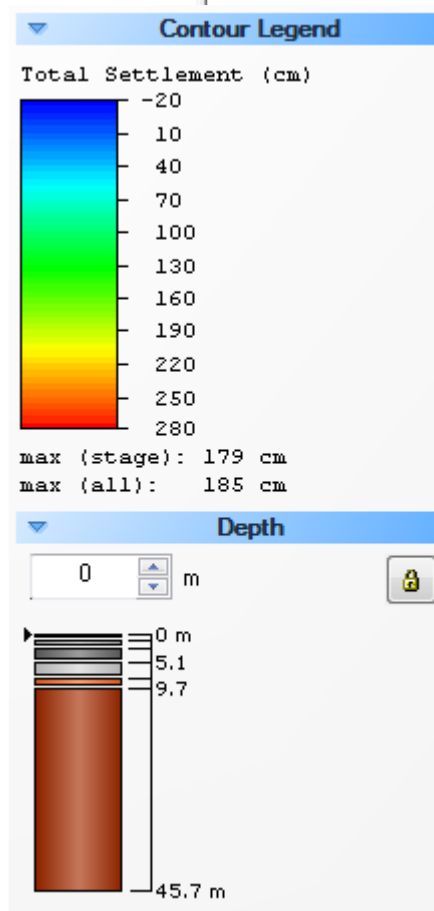 Contour Legend
Total Settlement (cm)
-20
10
40
70
100
130
160
190
220
250
280
max (stage): 179 cm
max (all): 185 cm
Depth
0 m
0 m
5.1
9.7
45.7 m